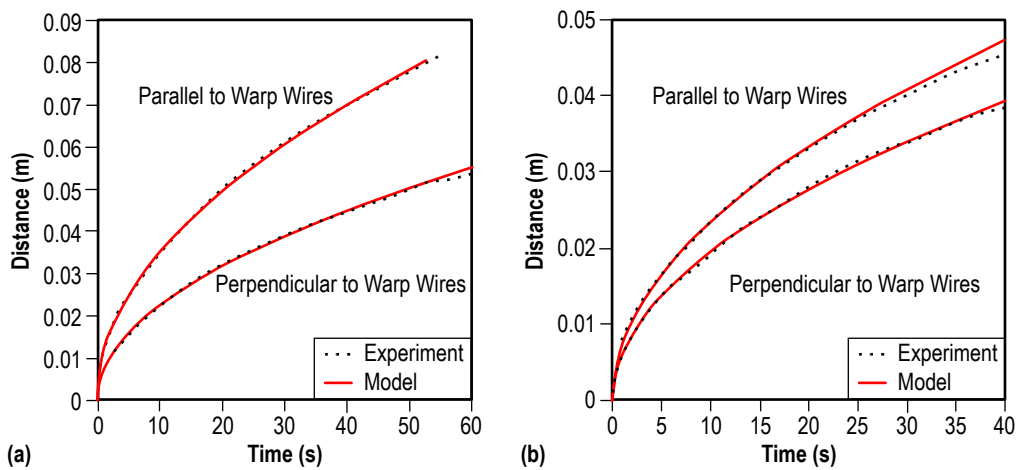 0.09
0.08
0.07
0.06
0.05
0.04
0.03
0.02
0.01
0
Distance (m)
Parallel to Warp Wires
Perpendicular to Warp Wires
Experiment
Model
0 10 20 30 40 50 60
(a) Time (s)
0.05
0.04
0.03
0.02
0.01
0
Distance (m)
Parallel to Warp Wires
Perpendicular to Warp Wires
Experiment
Model
0 5 10 15 20 25 30 35 40
(b) Time (s)